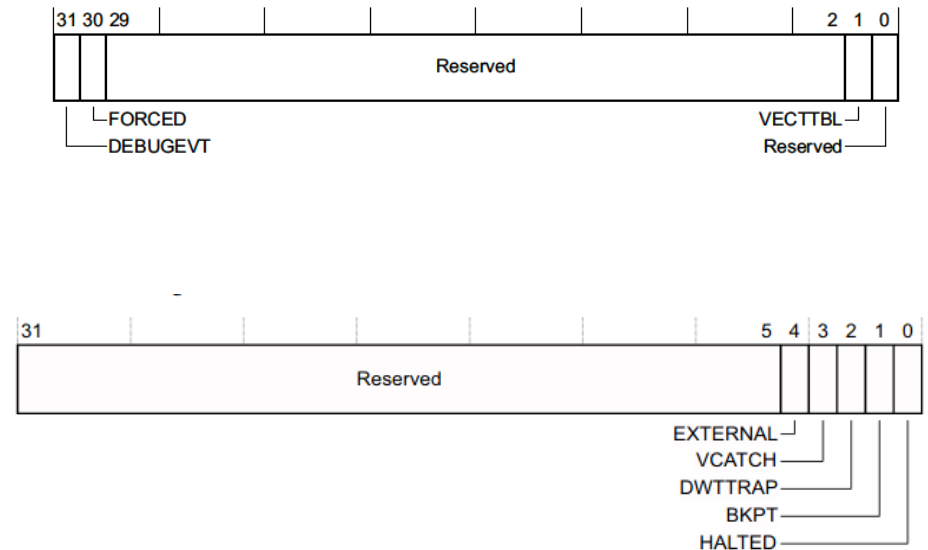 31 30 29 2 1 0
Reserved
FORCED VECTTBL
DEBUGEVT Reserved
31 5 4 3 2 1 0
Reserved
EXTERNAL
VCATCH
DWTTRAP
BKPT
HALTED